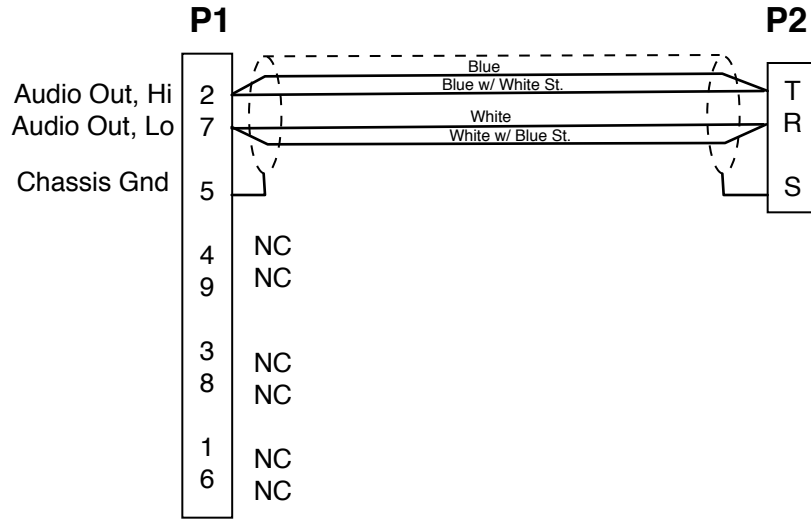 P1 P2
Blue
Audio Out, Hi 2 Blue w/ White St. T
Audio Out, Lo 7 White R
White w/ Blue St.
Chassis Gnd 5 S
4 NC
9 NC
3 NC
8 NC
1 NC
6 NC